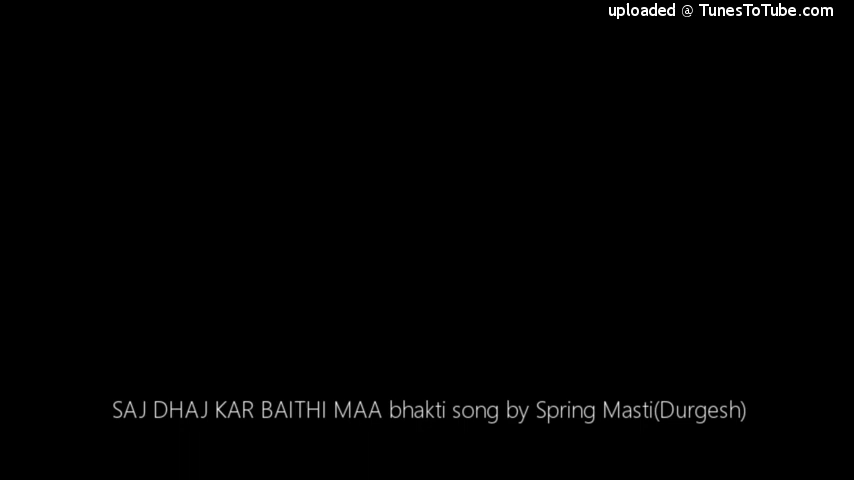 uploaded @ TunesToTube.com
SAJ DHAJ KAR BAITHI MAA bhakti song by Spring Masti(Durgesh)